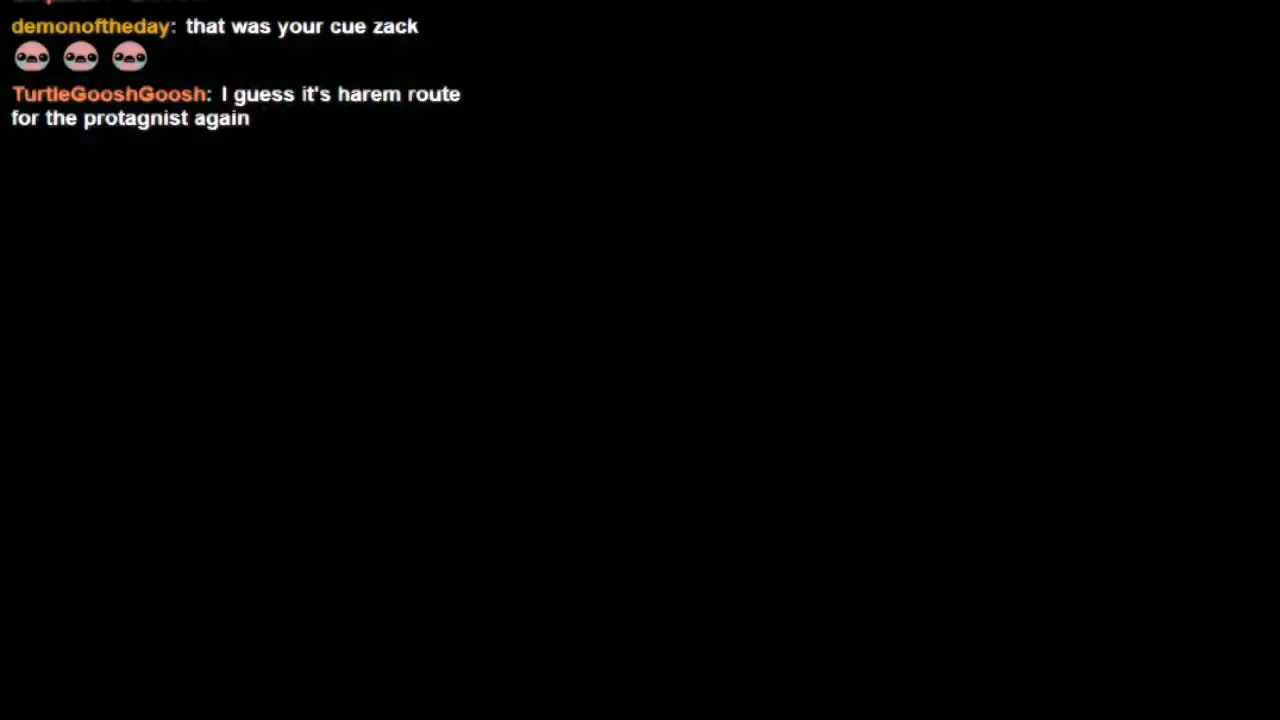 demonoftheday: that was your cue zack
TurtleGooshGoosh: I guess it's harem route
for the protagnist again